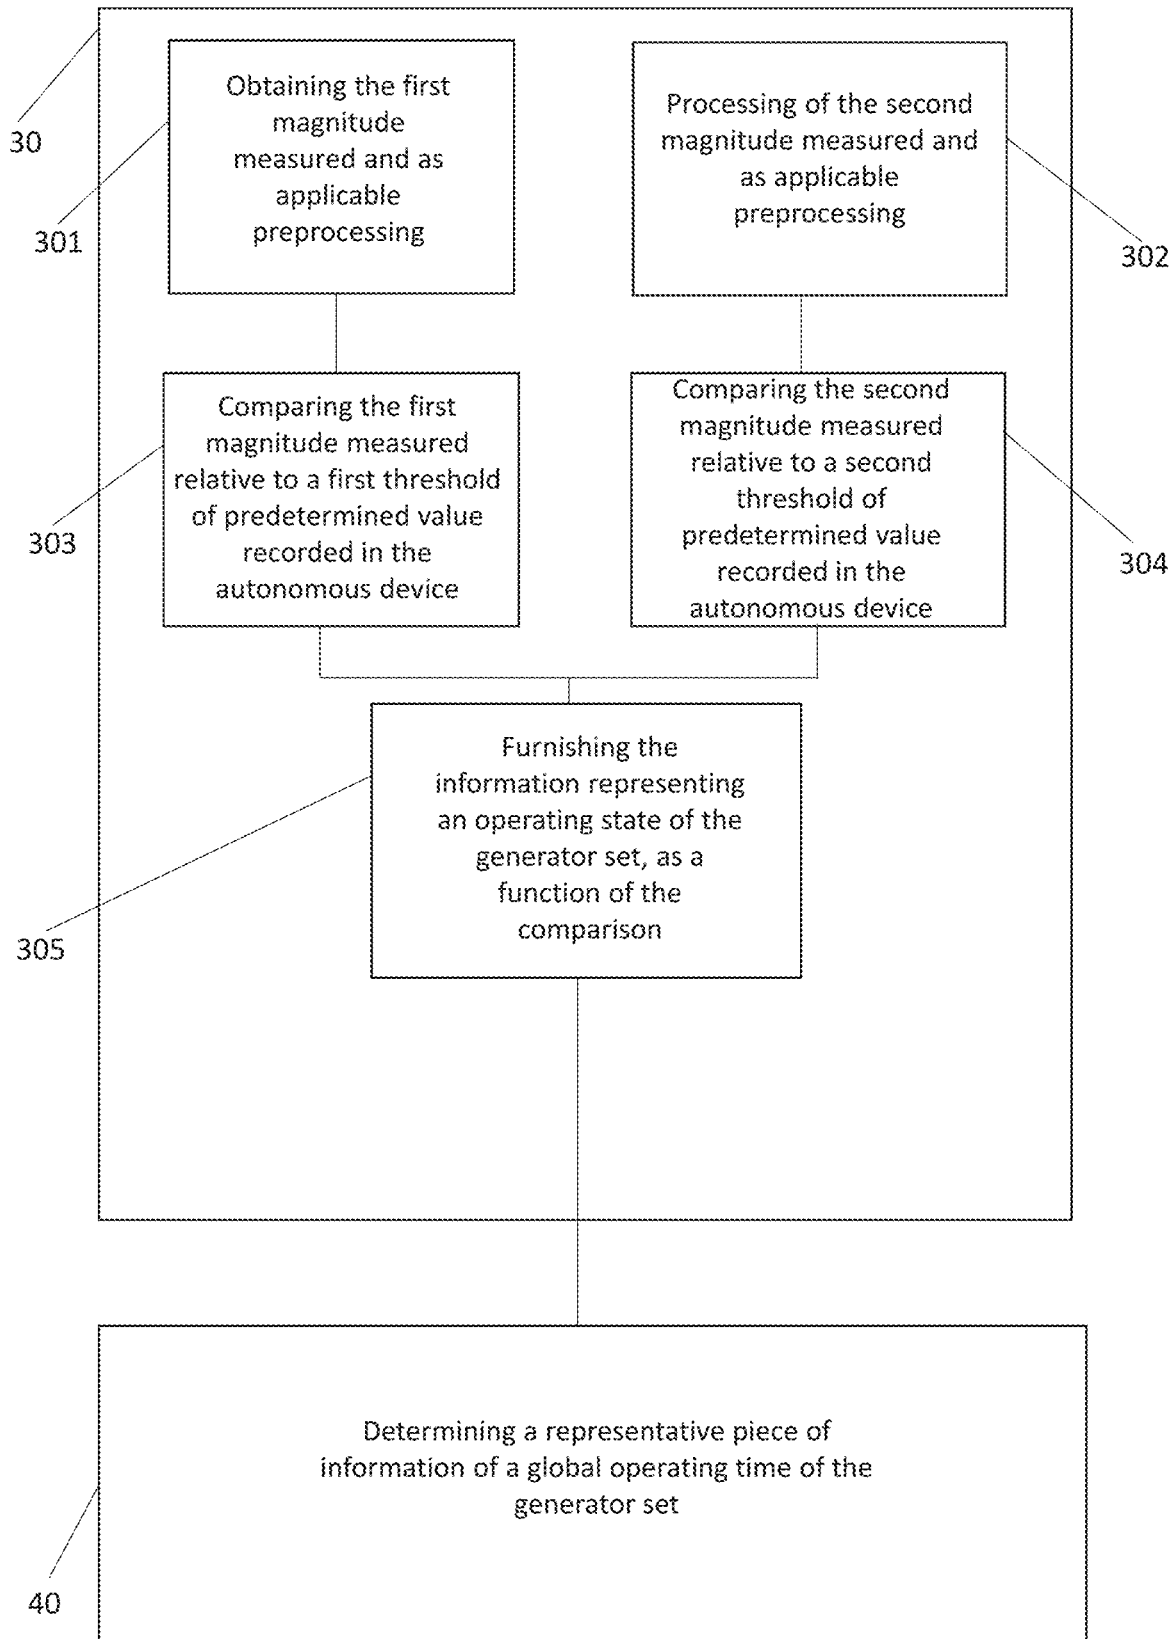 Obtaining the first
magnitude
measured and as
applicable
preprocessing
Processing of the second
magnitude measured and
as applicable
preprocessing
30
301
302
Comparing the first
magnitude measured
relative to a first threshold
of predetermined value
recorded in the
autonomous device
Comparing the second
magnitude measured
relative to a second
threshold of
predetermined value
recorded in the
autonomous device
303
304
Furnishing the
information representing
an operating state of the
generator set, as a
function of the
comparison
305
Determining a representative piece of
information of a global operating time of the
generator set
40